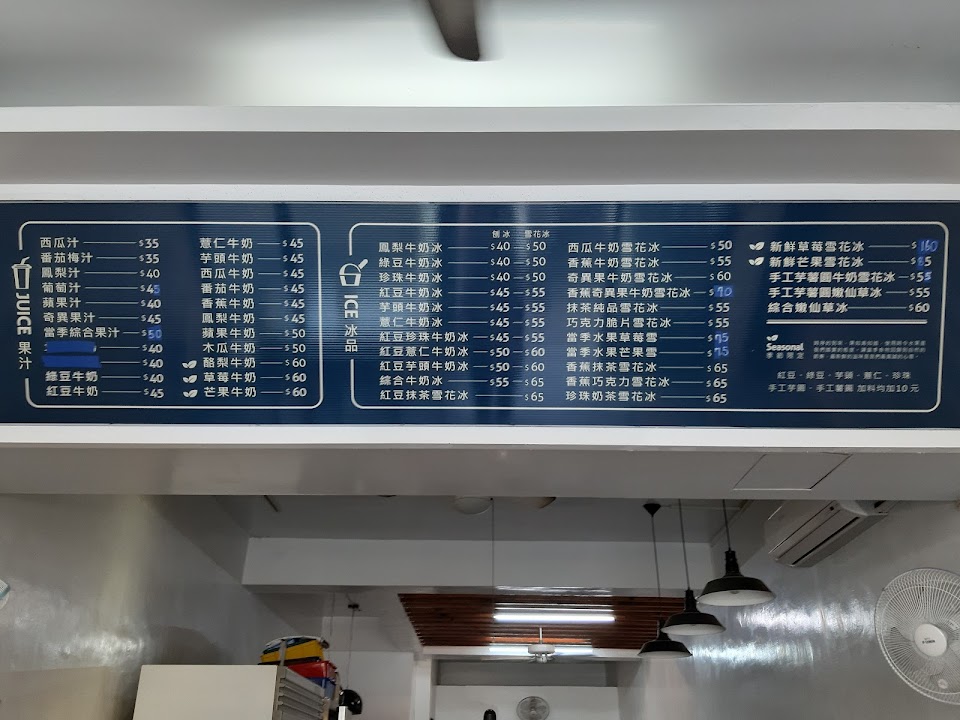 JUICE 果汁
西瓜汁 $35
番茄梅汁 $35
鳳梨汁 $40
葡萄汁 $45
蘋果汁 $40
奇異果汁 $45
當季綜合果汁 $50
$40
$40
綠豆牛奶 $40
紅豆牛奶 $45
薏仁牛奶 $45
芋頭牛奶 $45
西瓜牛奶 $45
番茄牛奶 $45
香蕉牛奶 $45
鳳梨牛奶 $45
蘋果牛奶 $50
木瓜牛奶 $50
酪梨牛奶 $60
草莓牛奶 $60
芒果牛奶 $60
ICE 冰品
刨冰 雪花冰
鳳梨牛奶冰 $40 $50
綠豆牛奶冰 $40 $50
珍珠牛奶冰 $40 $50
紅豆牛奶冰 $45 $55
芋頭牛奶冰 $45 $55
薏仁牛奶冰 $45 $55
紅豆珍珠牛奶冰 $45 $55
紅豆薏仁牛奶冰 $50 $60
紅豆芋頭牛奶冰 $50 $60
綜合牛奶冰 $50 $65
紅豆抹茶雪花冰 $65
西瓜牛奶雪花冰 $50
香蕉牛奶雪花冰 $55
奇異果牛奶雪花冰 $60
香蕉奇異果牛奶雪花冰 $70
抹茶純品雪花冰 $55
巧克力脆片雪花冰 $55
當季水果草莓雪 $75
當季水果芒果雪 $75
香蕉抹茶雪花冰 $65
香蕉巧克力雪花冰 $65
珍珠奶茶雪花冰 $65
新鮮草莓雪花冰 $160
新鮮芒果雪花冰 $5
手工芋薯圓牛奶雪花冰 $55
手工芋薯圓嫩仙草冰 $55
綜合嫩仙草冰 $60
Seasonal
季節限定
紅豆、綠豆、芋頭、薏仁、珍珠
手工芋圓、手工薯圓 加料均加10元